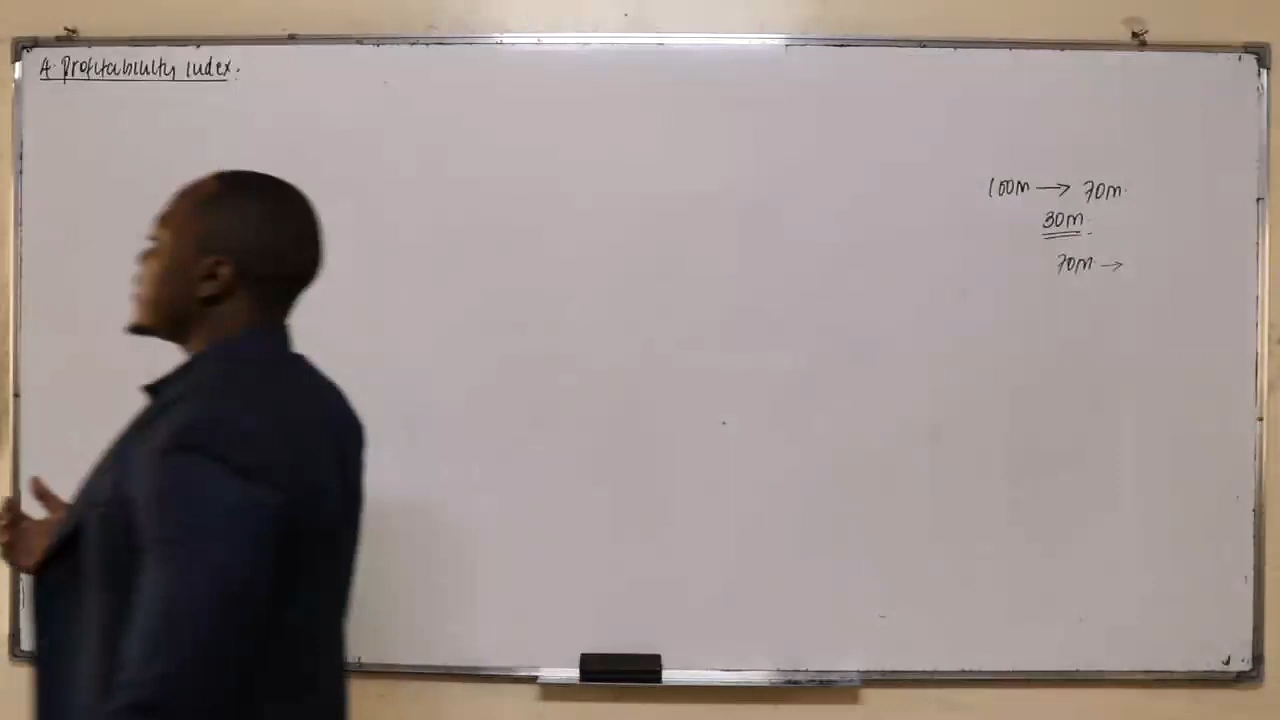 A. Profitability index.
100m → 70m.
30m.
70m →